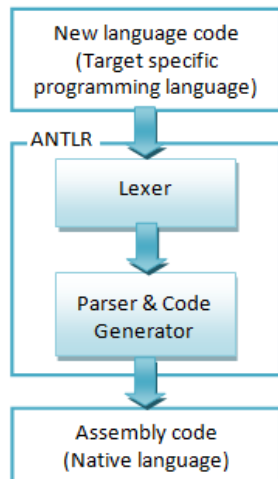 New language code
(Target specific
programming language)
ANTLR
Lexer
Parser & Code
Generator
Assembly code
(Native language)